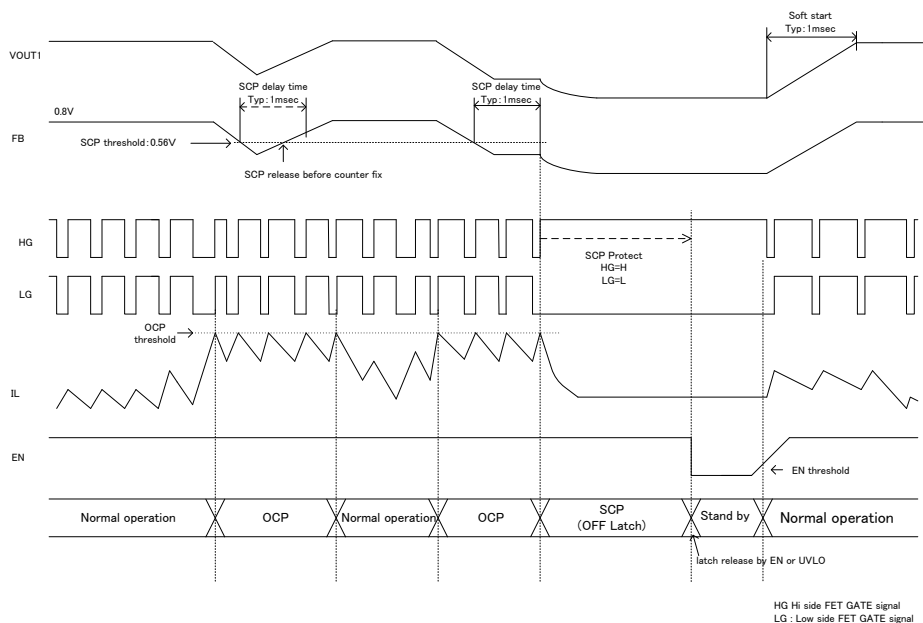 Soft start
Typ:1msec
VOUT1
SCP delay time
Typ:1msec
SCP delay time
Typ:1msec
0.8V
FB
SCP threshold:0.56V
SCP release before counter fix
HG
SCP Protect
HG=H
LG=L
LG
OCP
threshold
IL
EN
EN threshold
Normal operation
OCP
Normal operation
OCP
SCP
(OFF Latch)
Stand by
Normal operation
latch release by EN or UVLO
HG Hi side FET GATE signal
LG : Low side FET GATE signal